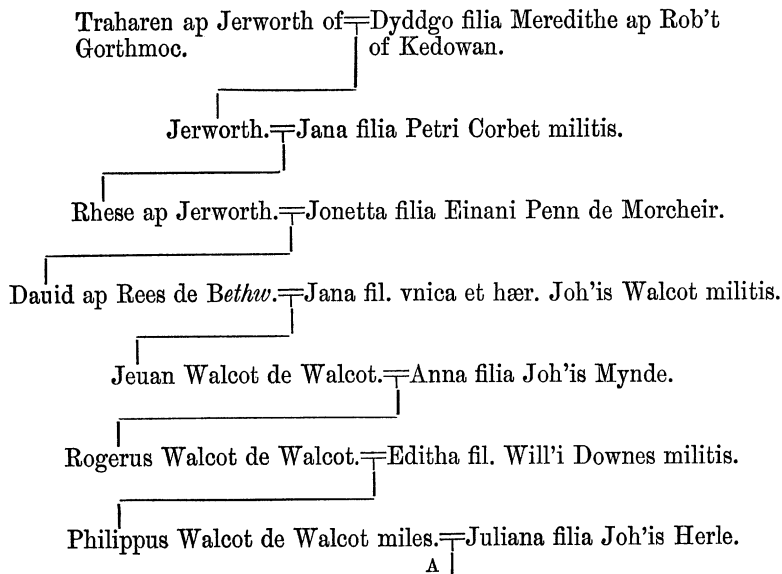 Traharen ap Jerworth of Dyddgo filia Meredithe ap Rob't
Gorthmoc. of Kedowan.
Jerworth. Jana filia Petri Corbet militis.
Rhese ap Jerworth. Jonetta filia Einani Penn de Morcheir.
Dauid ap Rees de Bethw. Jana fil. vnica et hær. Joh'is Walcot militis.
Jeuan Walcot de Walcot. Anna filia Joh'is Mynde.
Rogerus Walcot de Walcot. Editha fil. Will'i Downes militis.
Philippus Walcot de Walcot miles. Juliana filia Joh'is Herle.
A